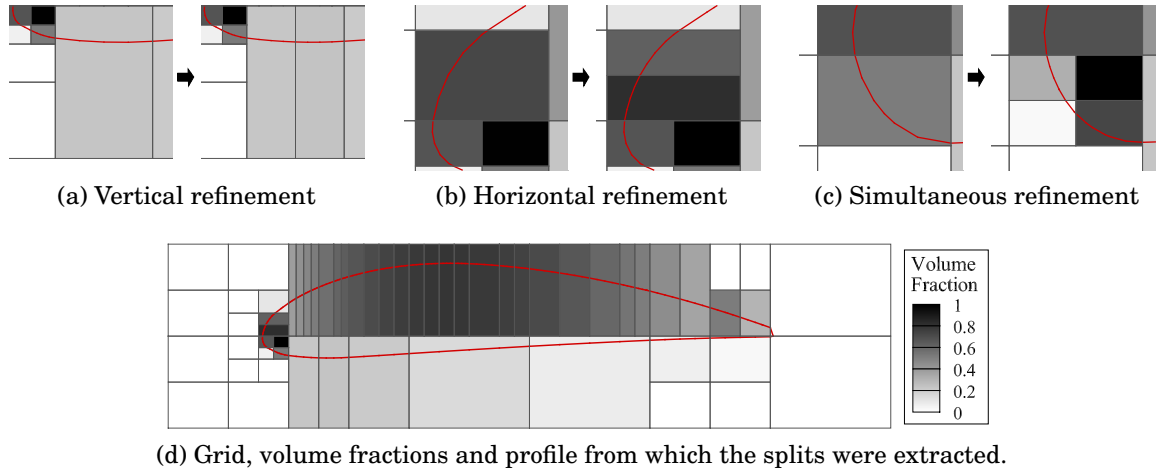 (a) Vertical refinement
(b) Horizontal refinement
(c) Simultaneous refinement
Volume
Fraction
1
0.8
0.6
0.4
0.2
0
(d) Grid, volume fractions and profile from which the splits were extracted.